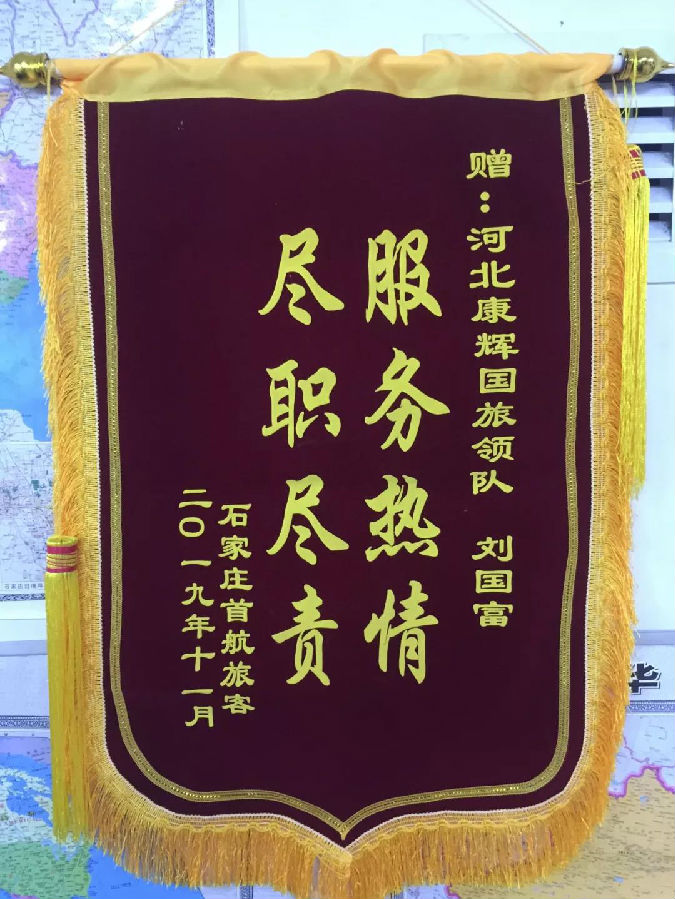 赠：河北康辉国旅领队 刘国富
服务热情
尽职尽责
石家庄首航旅客
二〇一九年十一月
华